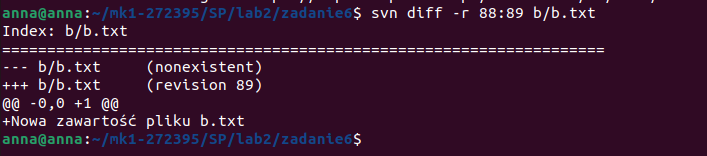 anna@anna:~/mk1-272395/SP/lab2/zadanie6$ svn diff -r 88:89 b/b.txt
Index: b/b.txt
===================================================================
--- b/b.txt	(nonexistent)
+++ b/b.txt	(revision 89)
@@ -0,0 +1 @@
+Nowa zawartość pliku b.txt
anna@anna:~/mk1-272395/SP/lab2/zadanie6$